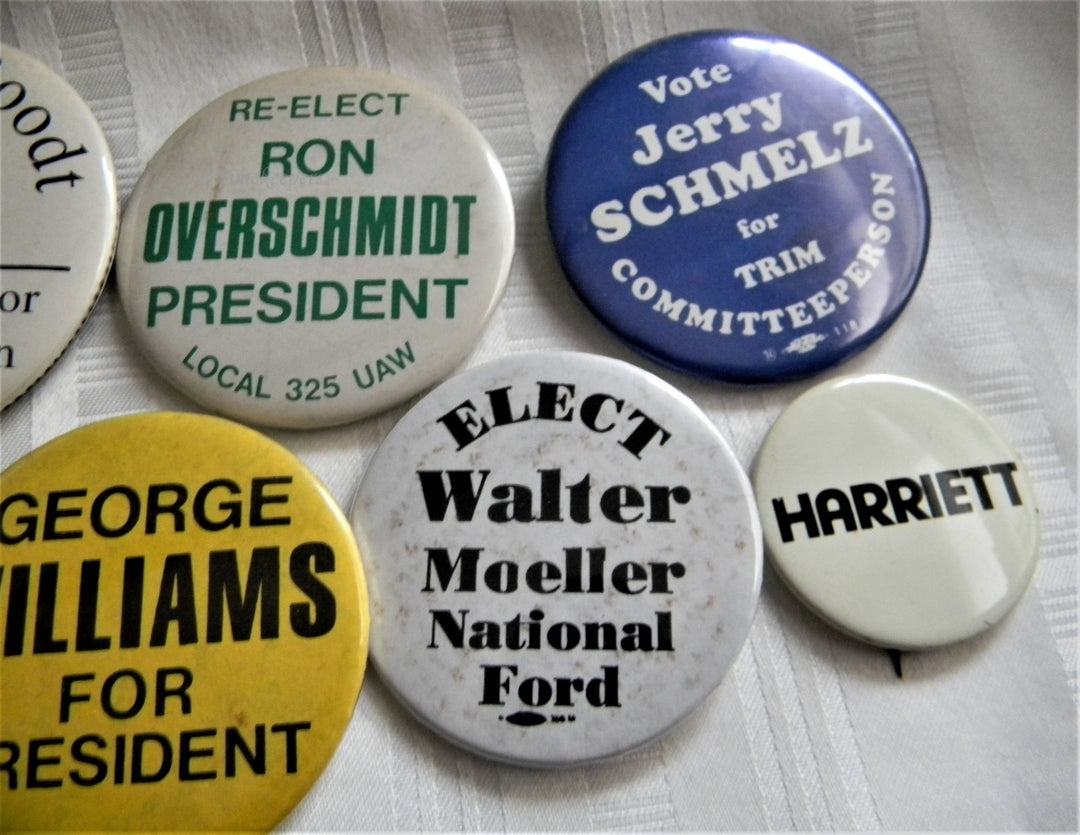 oodt
or
n
RE-ELECT
RON
OVERSCHMIDT
PRESIDENT
LOCAL 325 UAW
Vote
Jerry
SCHMELZ
for
TRIM
COMMITTEEPERSON
GEORGE
ILLIAMS
FOR
RESIDENT
ELECT
Walter
Moeller
National
Ford
HARRIETT